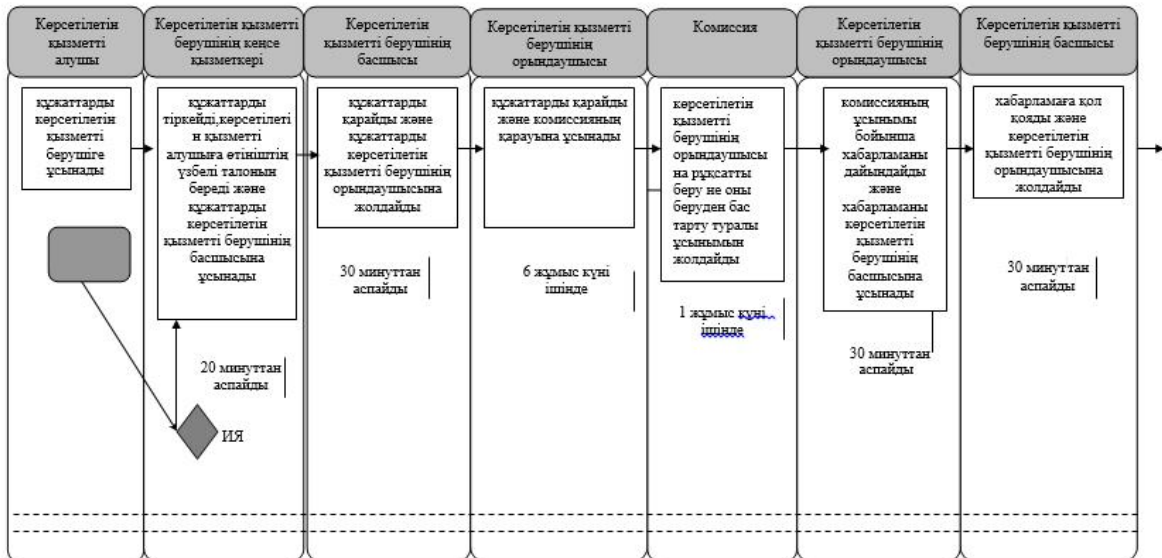 Көрсетілетін
қызметті
алушы
Көрсетілетін қызметті
берушінің кеңсе
қызметкері
Көрсетілетін
қызметті берушінің
басшысы
Көрсетілетін қызметті
берушінің
орындаушысы
Комиссия
Көрсетілетін
қызметті берушінің
орындаушысы
Көрсетілетін қызметті
берушінің басшысы
құжаттарды
көрсетілетін
қызметті
берушіге
ұсынады
құжаттарды
тіркейді,көрсетілеті
н қызметті
алушыға өтініштің
үзбелі талонын
береді және
құжаттарды
көрсетілетін
қызметті берушінің
басшысына
ұсынады
20 минуттан
аспайды
ИЯ
құжаттарды
қарайды және
құжаттарды
көрсетілетін
қызметті берушінің
орындаушысына
жолдайды
30 минуттан
аспайды
құжаттарды қарайды
және комиссияның
қарауына ұсынады
6 жұмыс күні
ішінде
көрсетілетін
қызметті
берушінің
орындаушысы
на рұқсатты
беру не оны
беруден бас
тарту туралы
ұсынымын
жолдайды
1 жұмыс күні
ішінде
комиссияның
ұсынымы
бойынша
хабарламаны
дайындайды
және
хабарламаны
көрсетілетін
қызметті
берушінің
басшысына
ұсынады
30 минуттан
аспайды
хабарламаға қол
қояды және
көрсетілетін
қызметті берушінің
орындаушысына
жолдайды
30 минуттан
аспайды